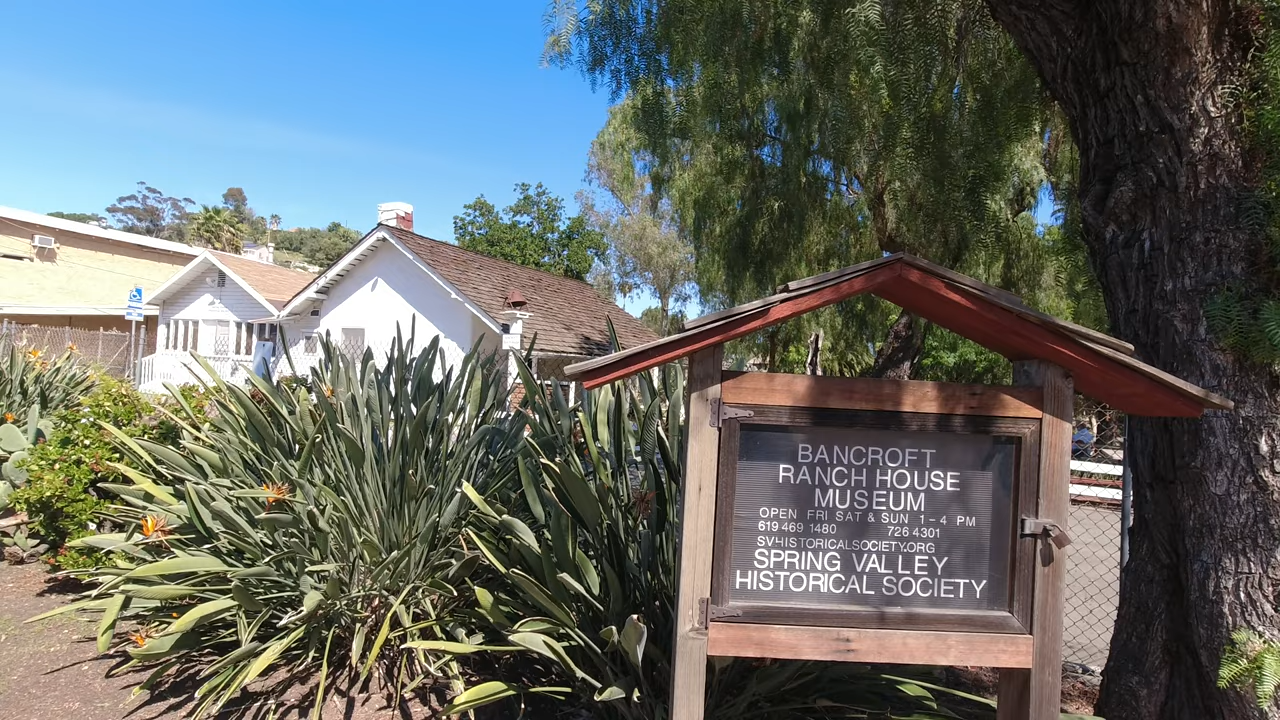 BANCROFT
RANCH HOUSE
MUSEUM
OPEN FRI SAT & SUN 1-4 PM
619 469 1480 726 4301
SVHISTORICALSOCIETY.ORG
SPRING VALLEY
HISTORICAL SOCIETY